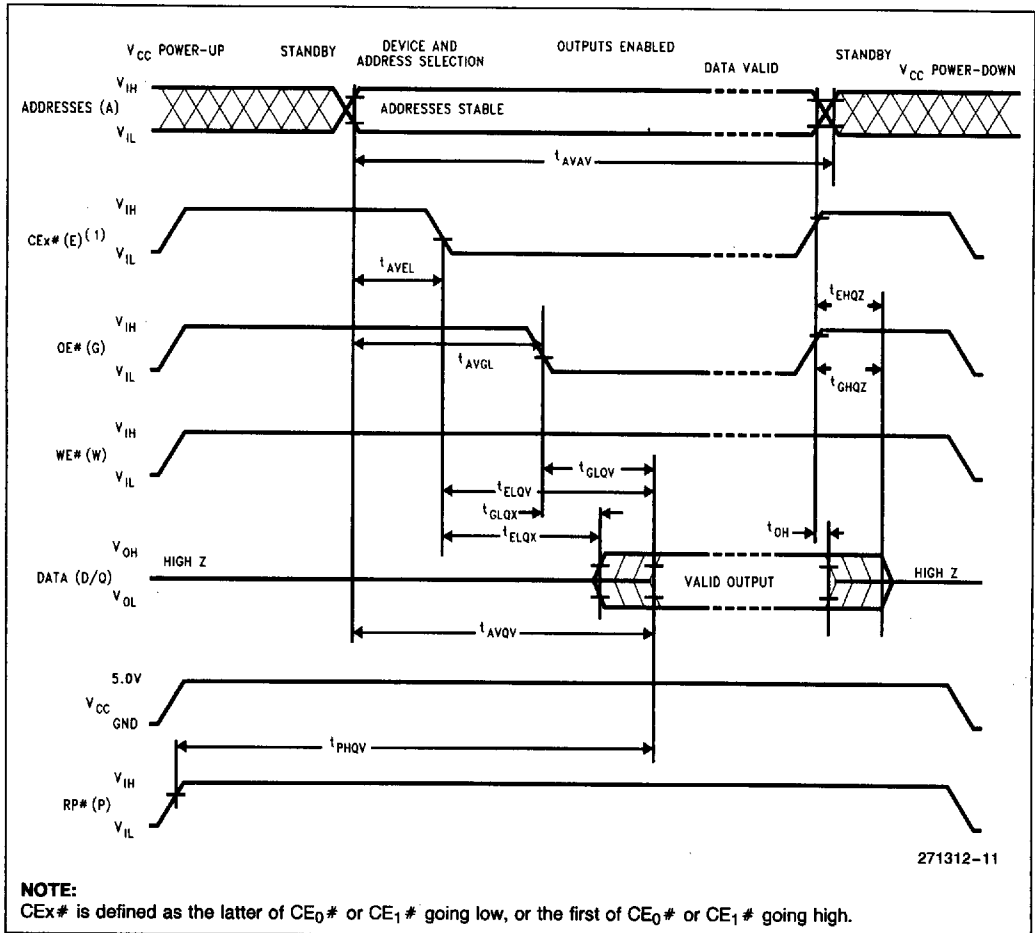 V_CC POWER-UP STANDBY DEVICE AND ADDRESS SELECTION OUTPUTS ENABLED DATA VALID STANDBY V_CC POWER-DOWN
V_IH
ADDRESSES (A)
V_IL
ADDRESSES STABLE
t_AVAV
V_IH
CEx# (E)(1)
V_IL
t_AVEL
t_EHQZ
V_IH
OE# (G)
V_IL
t_AVGL
t_GHQZ
V_IH
WE# (W)
V_IL
t_GLQV
t_ELQV
t_GLQX
t_ELQX
t_OH
V_OH
DATA (D/Q)
V_OL
HIGH Z
VALID OUTPUT
HIGH Z
t_AVQV
5.0V
V_CC
GND
t_PHQV
V_IH
RP# (P)
V_IL
271312-11
NOTE:
CEx# is defined as the latter of CE_0# or CE_1# going low, or the first of CE_0# or CE_1# going high.